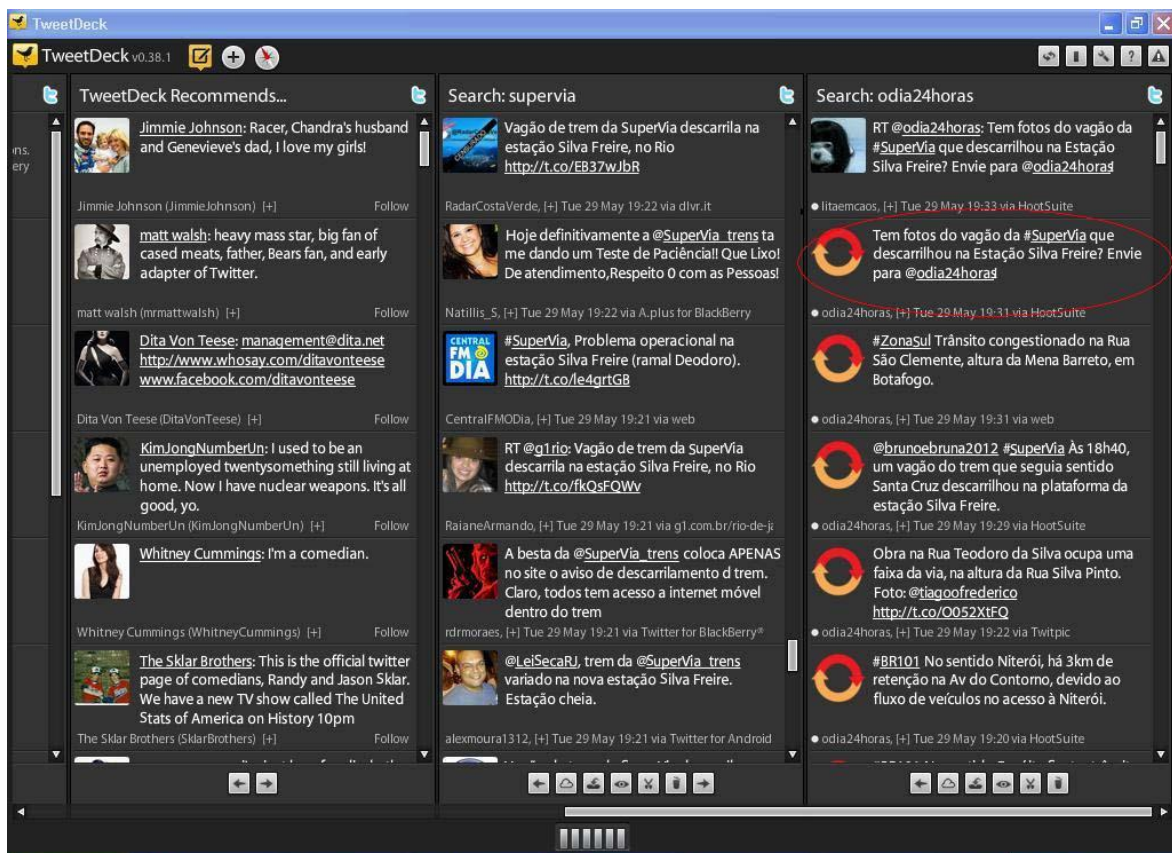 TweetDeck
TweetDeck v0.38.1
ons.
ery
TweetDeck Recommends...
Jimmie Johnson: Racer, Chandra's husband
and Genevieve's dad, I love my girls!
Jimmie Johnson (JimmieJohnson) [+] Follow
matt walsh: heavy mass star, big fan of
cased meats, father, Bears fan, and early
adapter of Twitter.
matt walsh (mrmattwalsh) [+] Follow
Dita Von Teese: management@dita.net
http://www.whosay.com/ditavonteese
www.facebook.com/ditavonteese
Dita Von Teese (DitaVonTeese) [+] Follow
KimJongNumberUn: I used to be an
unemployed twentysomething still living at
home. Now I have nuclear weapons. It's all
good, yo.
KimJongNumberUn (KimJongNumberUn) [+] Follow
Whitney Cummings: I'm a comedian.
Whitney Cummings (WhitneyCummings) [+] Follow
The Sklar Brothers: This is the official twitter
page of comedians, Randy and Jason Sklar.
We have a new TV show called The United
Stats of America on History 10pm
The Sklar Brothers (SklarBrothers) [+] Follow
Search: supervia
Vagão de trem da SuperVia descarrila na
estação Silva Freire, no Rio
http://t.co/EB37wJbR
RadarCostaVerde, [+] Tue 29 May 19:22 via dlvr.it
Hoje definitivamente a @SuperVia_trens ta
me dando um Teste de Paciência!! Que Lixo!
De atendimento,Respeito 0 com as Pessoas!
Natillis_S, [+] Tue 29 May 19:22 via A.plus for BlackBerry
CENTRAL
FM O
DIA
#SuperVia, Problema operacional na
estação Silva Freire (ramal Deodoro).
http://t.co/le4grtGB
CentralFMODia, [+] Tue 29 May 19:21 via web
RT @g1rio: Vagão de trem da SuperVia
descarrila na estação Silva Freire, no Rio
http://t.co/fkQsFQWv
RaianeArmando, [+] Tue 29 May 19:21 via g1.com.br/rio-de-ja
A besta da @SuperVia_trens coloca APENAS
no site o aviso de descarrilamento d trem.
Claro, todos tem acesso a internet móvel
dentro do trem
rdrmoraes, [+] Tue 29 May 19:21 via Twitter for BlackBerry®
@LeiSecaRJ, trem da @SuperVia_trens
variado na nova estação Silva Freire.
Estação cheia.
alexmoura1312, [+] Tue 29 May 19:21 via Twitter for Android
Search: odia24horas
RT @odia24horas: Tem fotos do vagão da
#SuperVia que descarrilhou na Estação
Silva Freire? Envie para @odia24horas!
litaemcaos, [+] Tue 29 May 19:33 via HootSuite
Tem fotos do vagão da #SuperVia que
descarrilhou na Estação Silva Freire? Envie
para @odia24horas!
odia24horas, [+] Tue 29 May 19:31 via HootSuite
#ZonaSul Trânsito congestionado na Rua
São Clemente, altura da Mena Barreto, em
Botafogo.
odia24horas, [+] Tue 29 May 19:31 via web
@brunoebruna2012 #SuperVia Às 18h40,
um vagão do trem que seguia sentido
Santa Cruz descarrilhou na plataforma da
estação Silva Freire.
odia24horas, [+] Tue 29 May 19:29 via HootSuite
Obra na Rua Teodoro da Silva ocupa uma
faixa da via, na altura da Rua Silva Pinto.
Foto: @tiagoofrederico
http://t.co/O052XtFQ
odia24horas, [+] Tue 29 May 19:22 via Twitpic
#BR101 No sentido Niterói, há 3km de
retenção na Av do Contorno, devido ao
fluxo de veículos no acesso à Niterói.
odia24horas, [+] Tue 29 May 19:20 via HootSuite